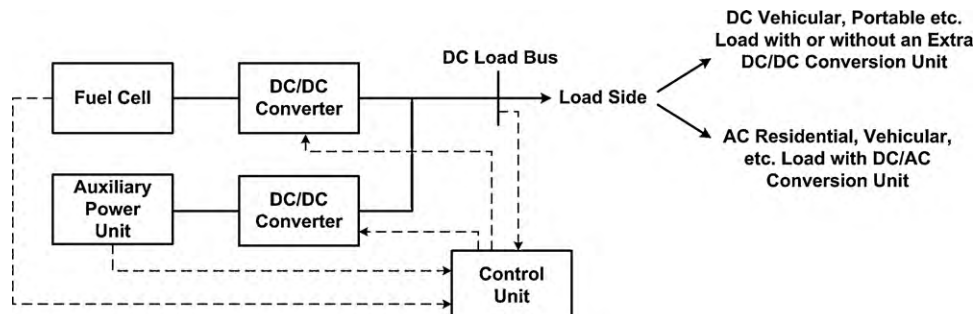 DC Vehicular, Portable etc.
Load with or without an Extra
DC/DC Conversion Unit
DC Load Bus
Fuel Cell
DC/DC
Converter
Load Side
AC Residential, Vehicular,
etc. Load with DC/AC
Conversion Unit
Auxiliary
Power
Unit
DC/DC
Converter
Control
Unit